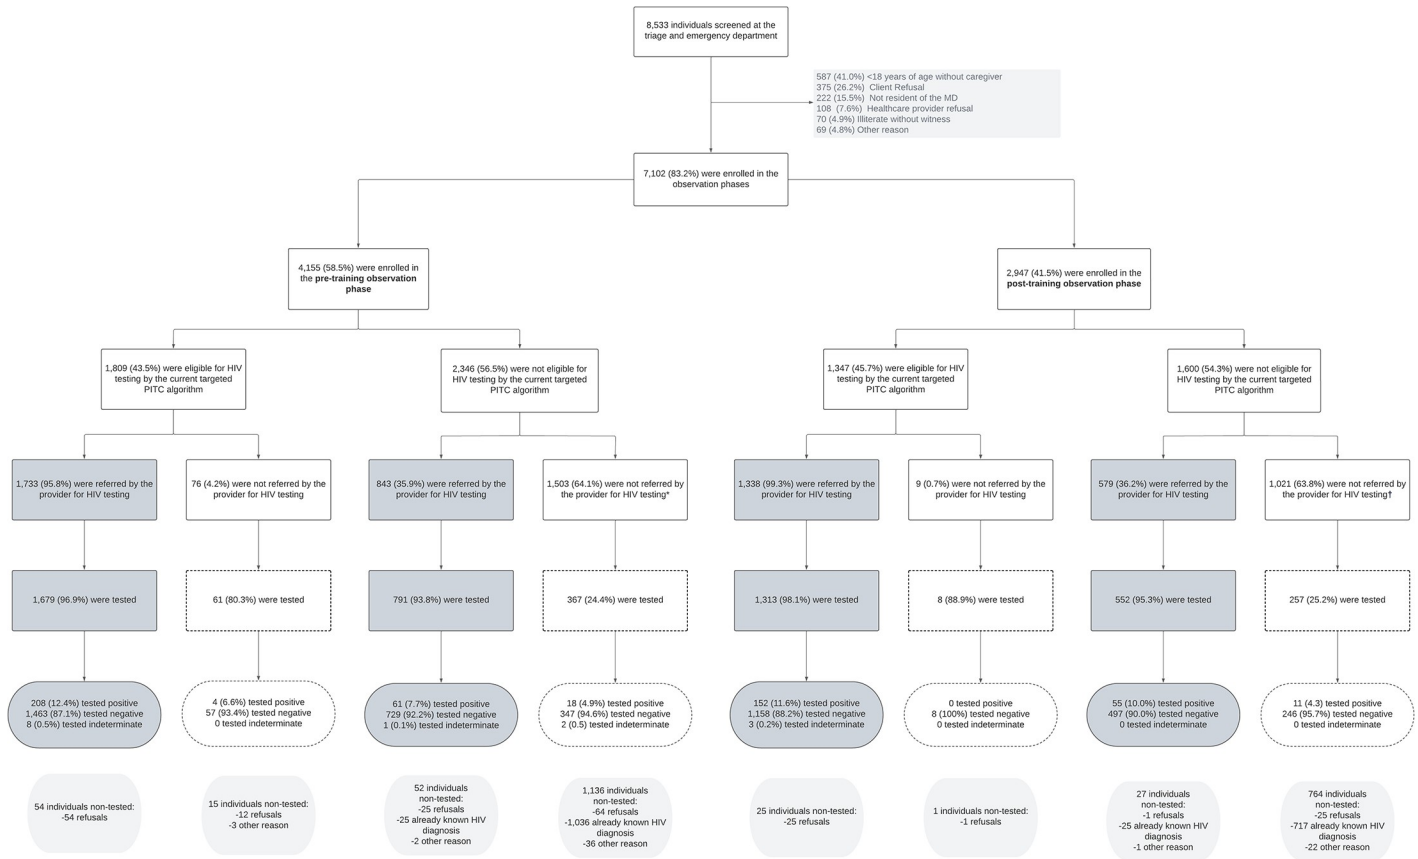 8,533 individuals screened at the
triage and emergency department
587 (41.0%) <18 years of age without caregiver
375 (26.2%)  Client Refusal
222 (15.5%)  Not resident of the MD
108  (7.6%)  Healthcare provider refusal
70 (4.9%) Illiterate without witness
69 (4.8%) Other reason
7,102 (83.2%) were enrolled in the
observation phases
4,155 (58.5%) were enrolled in
the pre-training observation
phase
2,947 (41.5%) were enrolled in the
post-training observation phase
1,809 (43.5%) were eligible for HIV
testing by the current targeted
PITC algorithm
2,346 (56.5%) were not eligible for
HIV testing by the current targeted
PITC algorithm
1,347 (45.7%) were eligible for HIV
testing by the current targeted
PITC algorithm
1,600 (54.3%) were not eligible for
HIV testing by the current targeted
PITC algorithm
1,733 (95.8%) were referred by the
provider for HIV testing
76 (4.2%) were not referred by the
provider for HIV testing
843 (35.9%) were referred by the
provider for HIV testing
1,503 (64.1%) were not referred by
the provider for HIV testing*
1,338 (99.3%) were referred by the
provider for HIV testing
9 (0.7%) were not referred by the
provider for HIV testing
579 (36.2%) were referred by the
provider for HIV testing
1,021 (63.8%) were not referred by
the provider for HIV testing†
1,679 (96.9%) were tested
61 (80.3%) were tested
791 (93.8%) were tested
367 (24.4%) were tested
1,313 (98.1%) were tested
8 (88.9%) were tested
552 (95.3%) were tested
257 (25.2%) were tested
208 (12.4%) tested positive
1,463 (87.1%) tested negative
8 (0.5%) tested indeterminate
4 (6.6%) tested positive
57 (93.4%) tested negative
0 tested indeterminate
61 (7.7%) tested positive
729 (92.2%) tested negative
1 (0.1%) tested indeterminate
18 (4.9%) tested positive
347 (94.6%) tested negative
2 (0.5) tested indeterminate
152 (11.6%) tested positive
1,158 (88.2%) tested negative
3 (0.2%) tested indeterminate
0 tested positive
8 (100%) tested negative
0 tested indeterminate
55 (10.0%) tested positive
497 (90.0%) tested negative
0 tested indeterminate
11 (4.3) tested positive
246 (95.7%) tested negative
0 tested indeterminate
54 individuals non-tested:
-54 refusals
15 individuals non-tested:
-12 refusals
-3 other reason
52 individuals
non-tested:
-25 refusals
-25 already known HIV
diagnosis
-2 other reason
1,136 individuals
non-tested:
-64 refusals
-1,036 already known HIV
diagnosis
-36 other reason
25 individuals non-tested:
-25 refusals
1 individuals non-tested:
-1 refusals
27 individuals
non-tested:
-1 refusals
-25 already known HIV
diagnosis
-1 other reason
764 individuals
non-tested:
-25 refusals
-717 already known HIV
diagnosis
-22 other reason